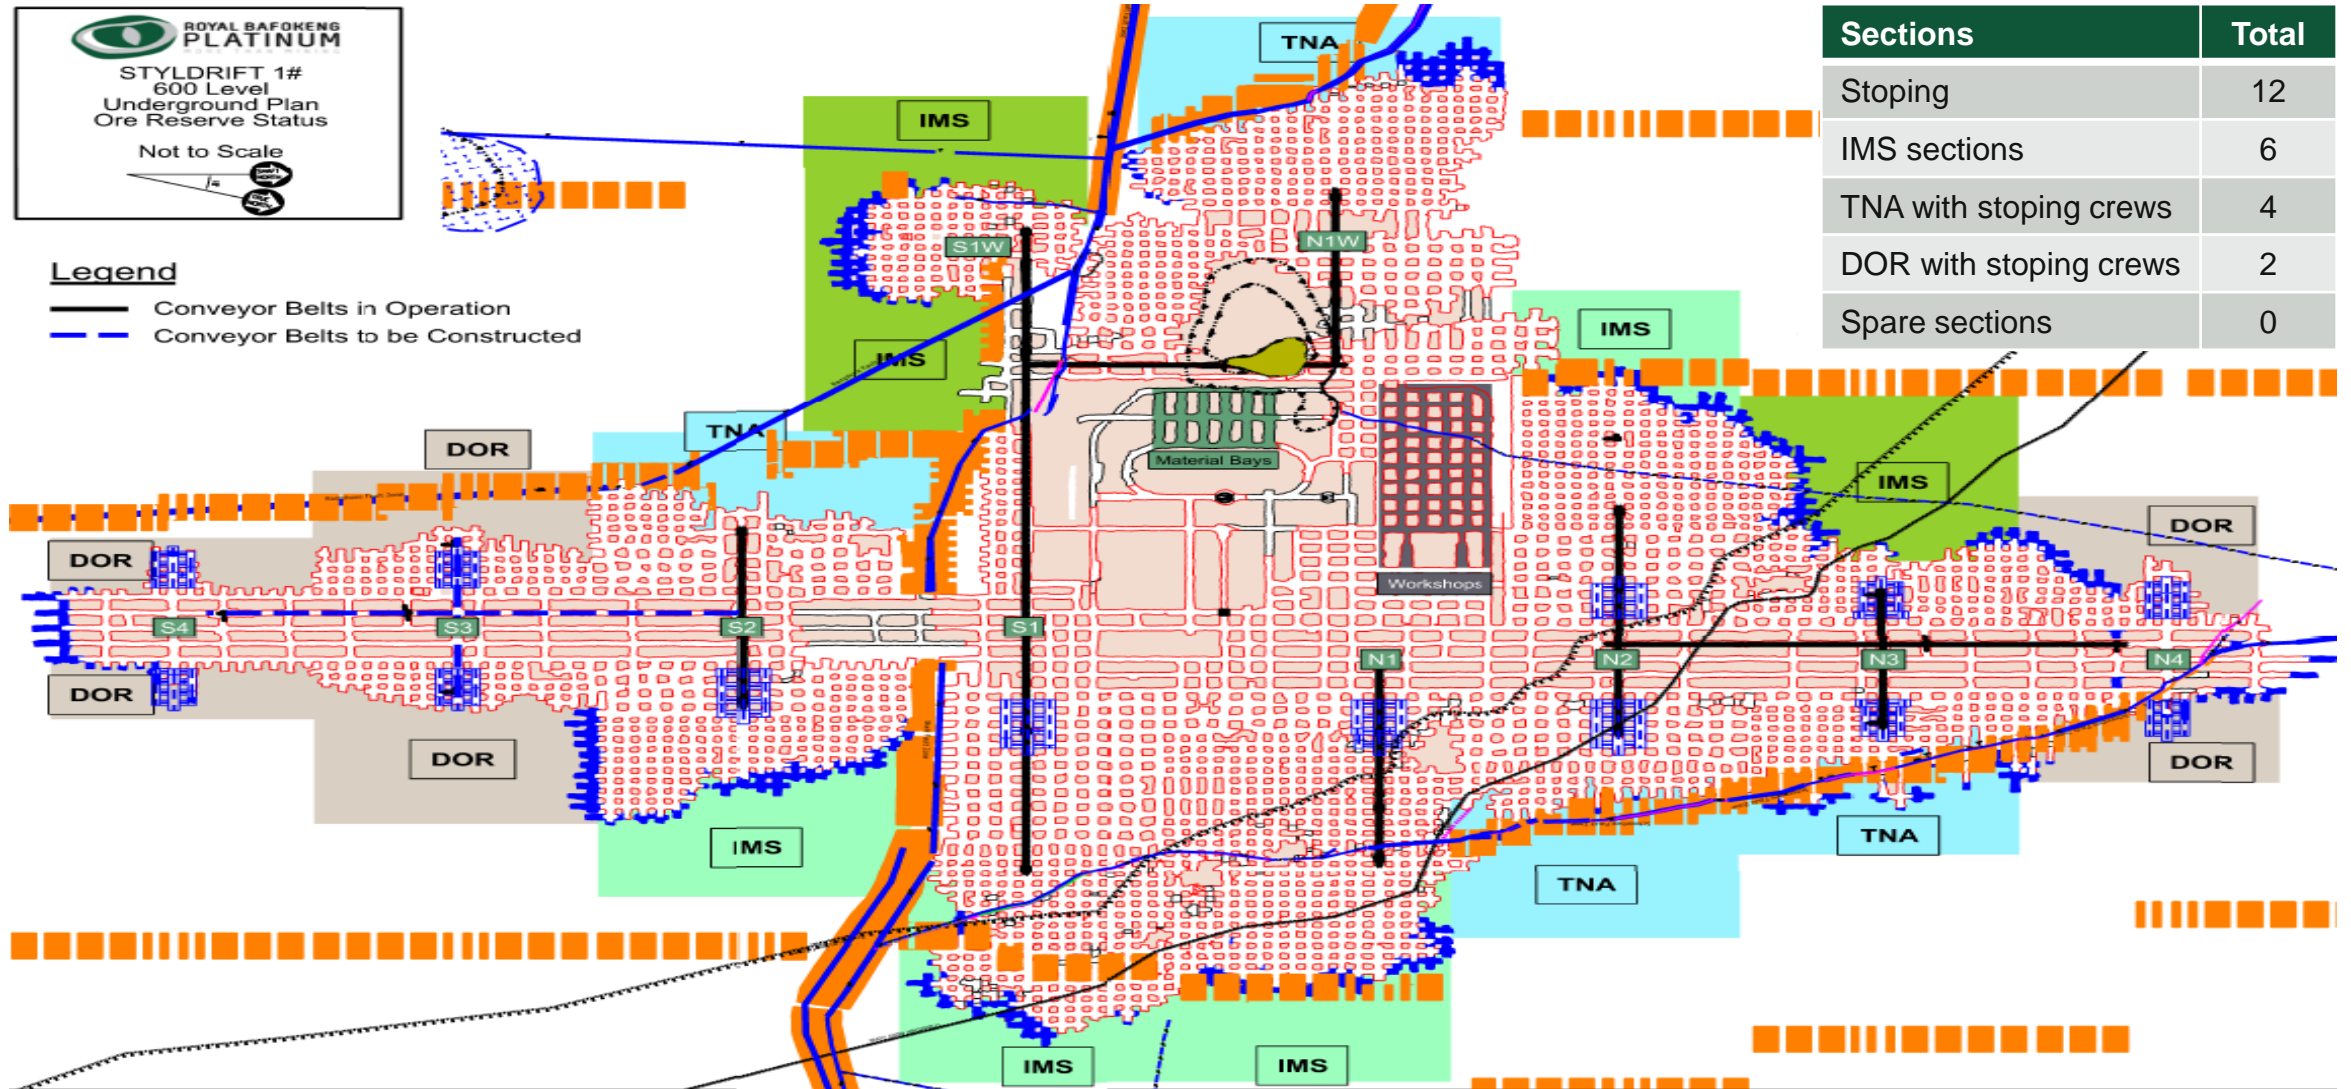 ROYAL BAFOKENG
PLATINUM
MORE THAN MINING
STYLDRIFT 1#
600 Level
Underground Plan
Ore Reserve Status
Not to Scale
Legend
Conveyor Belts in Operation
Conveyor Belts to be Constructed
Sections Total
Stoping 12
IMS sections 6
TNA with stoping crews 4
DOR with stoping crews 2
Spare sections 0
TNA
IMS
S1W
N1W
IMS
IMS
TNA
DOR
Material Bays
IMS
DOR
DOR
Workshops
S4
S3
S2
S1
N1
N2
N3
N4
DOR
DOR
DOR
IMS
TNA
TNA
IMS
IMS